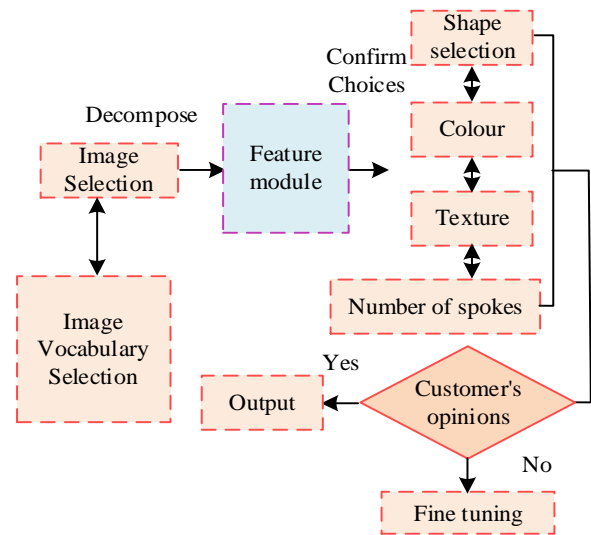 Shape
selection
Confirm
Choices
Decompose
Image
Selection
Feature
module
Colour
Texture
Number of spokes
Image
Vocabulary
Selection
Yes
Output
Customer's
opinions
No
Fine tuning